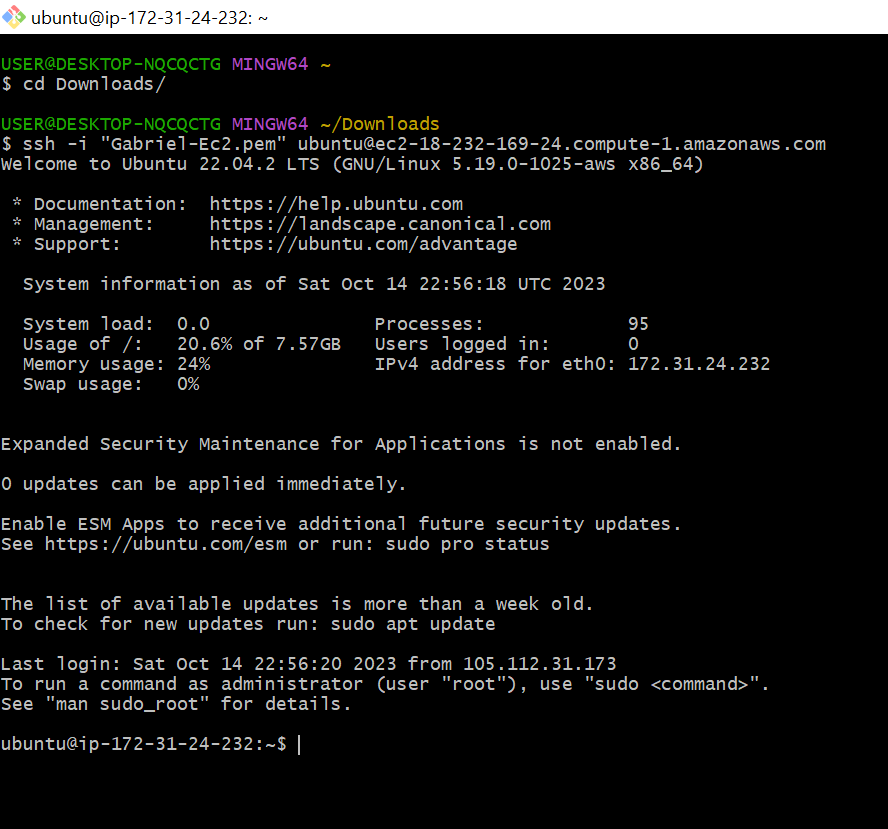 ubuntu@ip-172-31-24-232: ~
USER@DESKTOP-NQCQCTG MINGW64 ~
$ cd Downloads/
USER@DESKTOP-NQCQCTG MINGW64 ~/Downloads
$ ssh -i "Gabriel-Ec2.pem" ubuntu@ec2-18-232-169-24.compute-1.amazonaws.com
Welcome to Ubuntu 22.04.2 LTS (GNU/Linux 5.19.0-1025-aws x86_64)
* Documentation:  https://help.ubuntu.com
* Management:     https://landscape.canonical.com
* Support:        https://ubuntu.com/advantage
System information as of Sat Oct 14 22:56:18 UTC 2023
System load:  0.0               Processes:             95
Usage of /:   20.6% of 7.57GB   Users logged in:       0
Memory usage: 24%               IPv4 address for eth0: 172.31.24.232
Swap usage:   0%
Expanded Security Maintenance for Applications is not enabled.
0 updates can be applied immediately.
Enable ESM Apps to receive additional future security updates.
See https://ubuntu.com/esm or run: sudo pro status
The list of available updates is more than a week old.
To check for new updates run: sudo apt update
Last login: Sat Oct 14 22:56:20 2023 from 105.112.31.173
To run a command as administrator (user "root"), use "sudo <command>".
See "man sudo_root" for details.
ubuntu@ip-172-31-24-232:~$